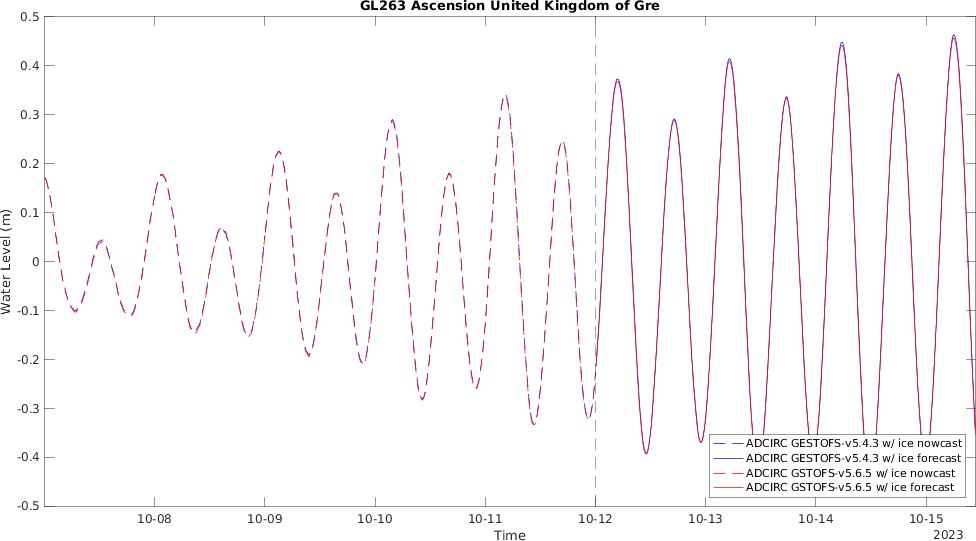 GL263 Ascension United Kingdom of Gre
0.5
0.4
0.3
0.2
0.1
0
-0.1
-0.2
-0.3
-0.4
-0.5
Water Level (m)
ADCIRC GESTOFS-v5.4.3 w/ ice nowcast
ADCIRC GESTOFS-v5.4.3 w/ ice forecast
ADCIRC GSTOFS-v5.6.5 w/ ice nowcast
ADCIRC GSTOFS-v5.6.5 w/ ice forecast
10-08 10-09 10-10 10-11 10-12 10-13 10-14 10-15
Time
2023